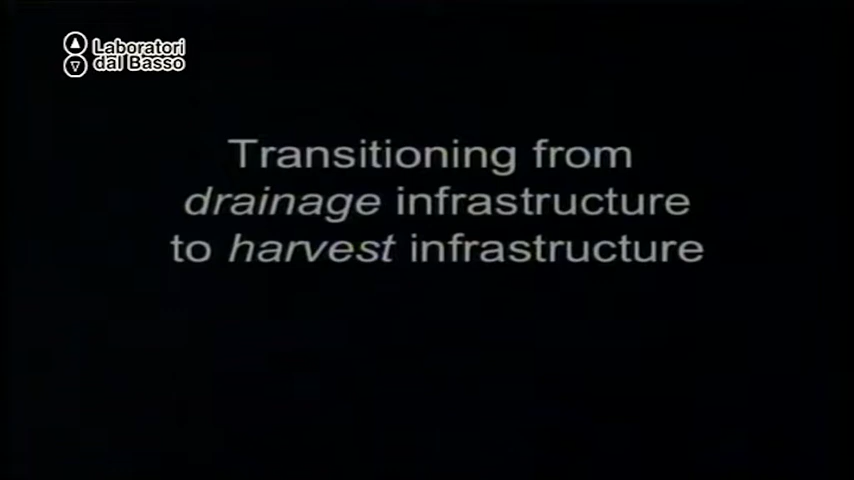 Laboratori
dal Basso
Transitioning from
drainage infrastructure
to harvest infrastructure